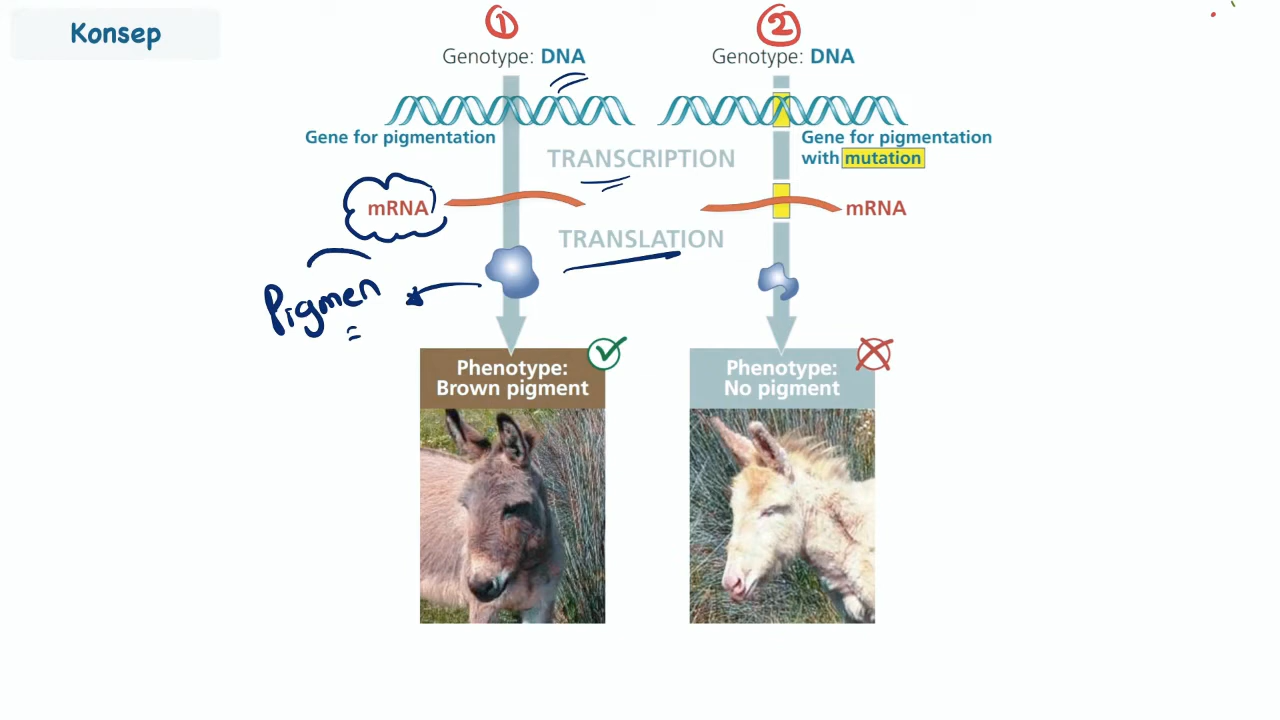 Konsep
1
2
Genotype: DNA
Genotype: DNA
Gene for pigmentation
Gene for pigmentation
with mutation
TRANSCRIPTION
mRNA
mRNA
TRANSLATION
Pigmen
Phenotype:
Brown pigment
Phenotype:
No pigment